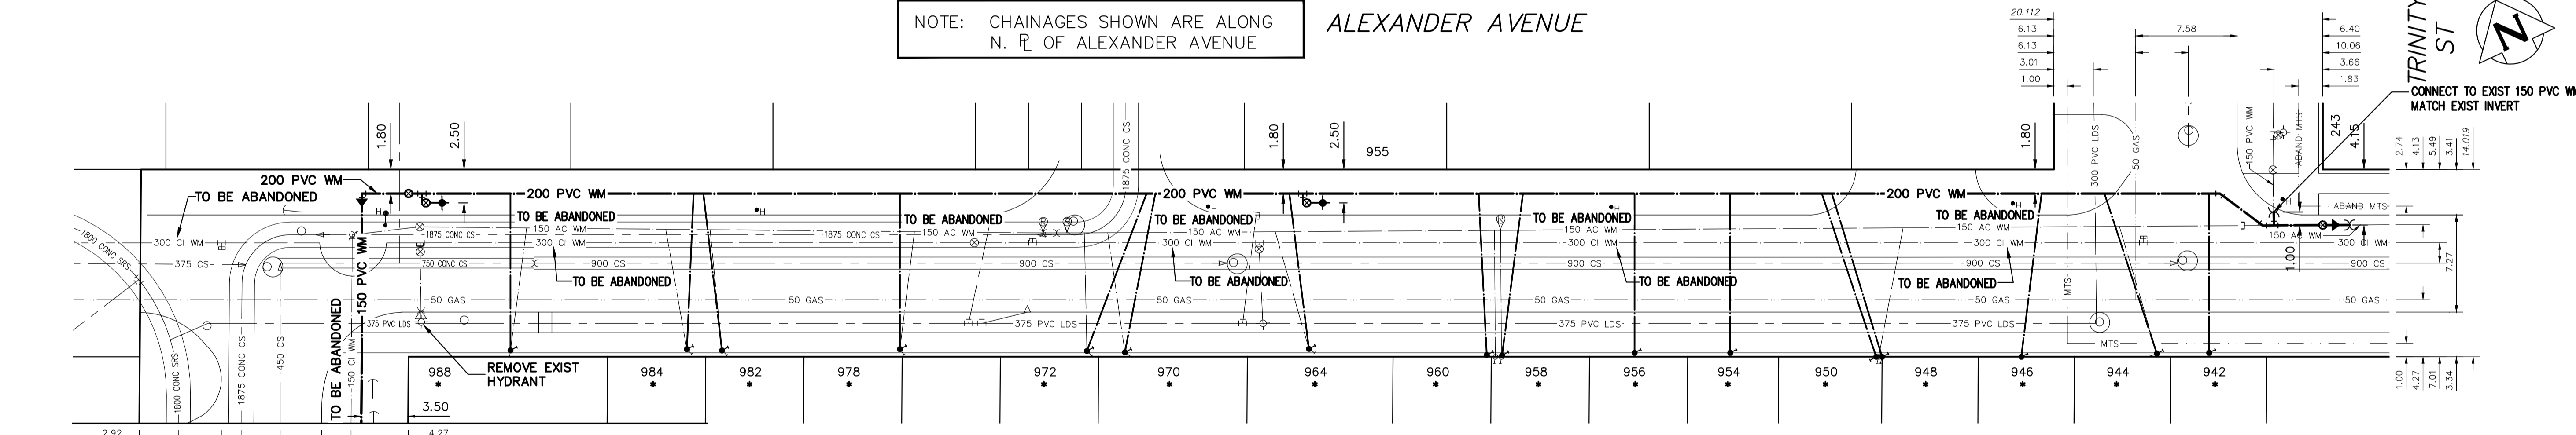 NOTE: CHAINAGES SHOWN ARE ALONG
N. ⅊ OF ALEXANDER AVENUE
ALEXANDER AVENUE
TRINITY
ST
N
20.112
6.13
6.13
3.01
1.00
7.58
6.40
10.06
3.66
1.83
CONNECT TO EXIST 150 PVC WM
MATCH EXIST INVERT
1.80
2.50
1875 CONC CS
1.80
2.50
955
1.80
300 PVC LDS
50 GAS
150 PVC WM
ABAND MTS
243
4.15
2.74
4.13
5.49
3.41
14.019
200 PVC WM
TO BE ABANDONED
200 PVC WM
200 PVC WM
200 PVC WM
H
H
H
H
H
H
ABAND MTS
TO BE ABANDONED
TO BE ABANDONED
TO BE ABANDONED
TO BE ABANDONED
TO BE ABANDONED
150 AC WM
150 AC WM
150 AC WM
150 AC WM
150 AC WM
150 AC WM
1875 CONC CS
1875 CONC CS
300 CI WM
300 CI WM
300 CI WM
300 CI WM
300 CI WM
300 CI WM
1800 CONC SRS
375 CS
750 CONC CS
900 CS
900 CS
900 CS
900 CS
900 CS
1.00
7.27
TO BE ABANDONED
TO BE ABANDONED
TO BE ABANDONED
TO BE ABANDONED
150 PVC WM
TO BE ABANDONED
50 GAS
50 GAS
50 GAS
50 GAS
50 GAS
50 GAS
MTS
375 PVC LDS
375 PVC LDS
375 PVC LDS
375 PVC LDS
MTS
1800 CONC SRS
1875 CONC CS
450 CS
150 CI WM
REMOVE EXIST
HYDRANT
988
984
982
978
972
970
964
960
958
956
954
950
948
946
944
942
* * * * * * * * * * * * * * * *
1.00
4.27
7.01
3.34
3.50
2.92
4.27